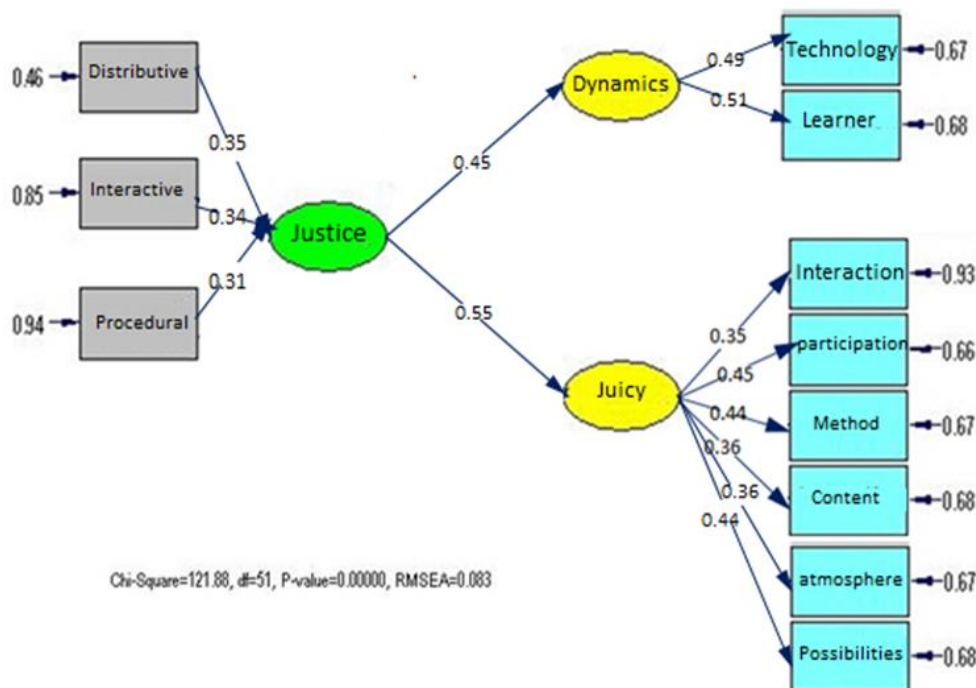 0.46
Distributive
0.35
0.85
Interactive
0.34
0.94
Procedural
0.31
Justice
0.45
0.55
Dynamics
0.49
0.51
Technology
0.67
Learner
0.68
Juicy
0.35
0.45
0.44
0.36
0.36
0.44
Interaction
0.93
participation
0.66
Method
0.67
Content
0.68
atmosphere
0.67
Possibilities
0.68
Chi-Square=121.88, df=51, P-value=0.00000, RMSEA=0.083